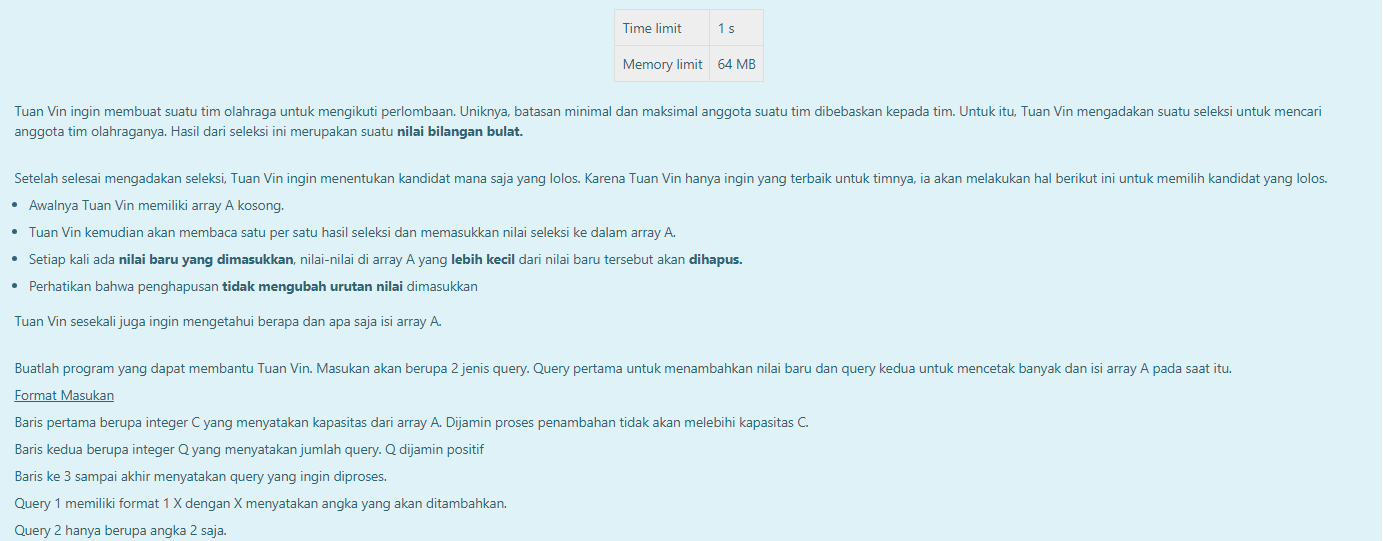 Time limit 1 s
Memory limit 64 MB
Tuan Vin ingin membuat suatu tim olahraga untuk mengikuti perlombaan. Uniknya, batasan minimal dan maksimal anggota suatu tim dibebaskan kepada tim. Untuk itu, Tuan Vin mengadakan suatu seleksi untuk mencari
anggota tim olahraganya. Hasil dari seleksi ini merupakan suatu nilai bilangan bulat.
Setelah selesai mengadakan seleksi, Tuan Vin ingin menentukan kandidat mana saja yang lolos. Karena Tuan Vin hanya ingin yang terbaik untuk timnya, ia akan melakukan hal berikut ini untuk memilih kandidat yang lolos.
• Awalnya Tuan Vin memiliki array A kosong.
• Tuan Vin kemudian akan membaca satu per satu hasil seleksi dan memasukkan nilai seleksi ke dalam array A.
• Setiap kali ada nilai baru yang dimasukkan, nilai-nilai di array A yang lebih kecil dari nilai baru tersebut akan dihapus.
• Perhatikan bahwa penghapusan tidak mengubah urutan nilai dimasukkan
Tuan Vin sesekali juga ingin mengetahui berapa dan apa saja isi array A.
Buatlah program yang dapat membantu Tuan Vin. Masukan akan berupa 2 jenis query. Query pertama untuk menambahkan nilai baru dan query kedua untuk mencetak banyak dan isi array A pada saat itu.
Format Masukan
Baris pertama berupa integer C yang menyatakan kapasitas dari array A. Dijamin proses penambahan tidak akan melebihi kapasitas C.
Baris kedua berupa integer Q yang menyatakan jumlah query. Q dijamin positif
Baris ke 3 sampai akhir menyatakan query yang ingin diproses.
Query 1 memiliki format 1 X dengan X menyatakan angka yang akan ditambahkan.
Query 2 hanya berupa angka 2 saja.